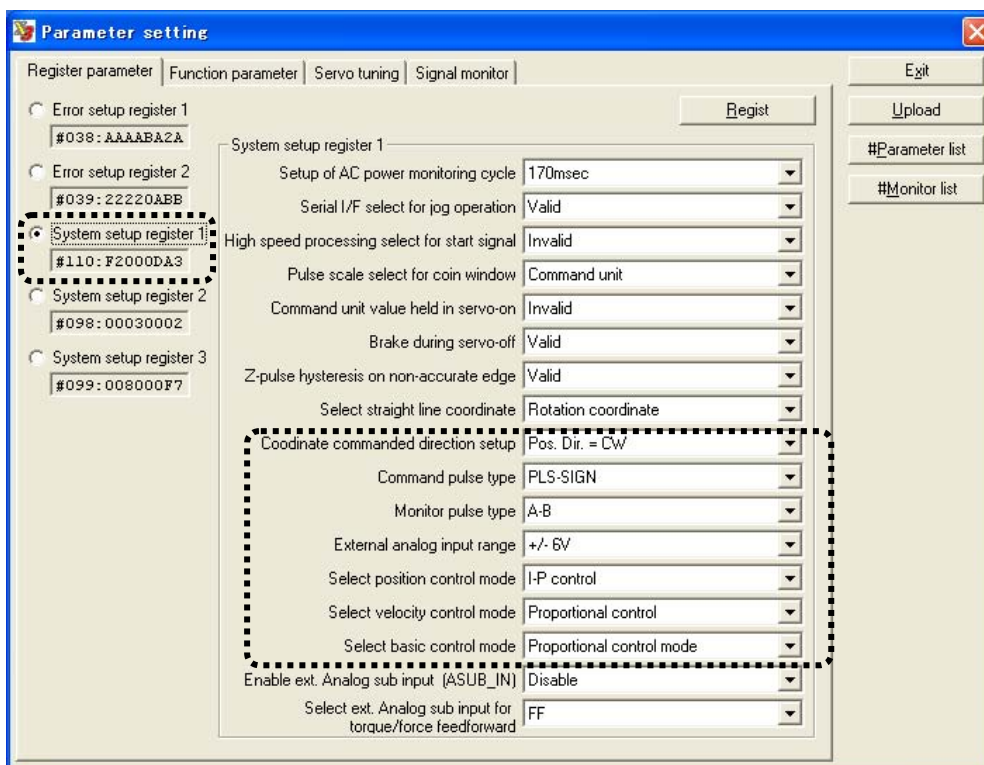 Parameter setting
Register parameter Function parameter Servo tuning Signal monitor
Exit
Upload
#Parameter list
#Monitor list
Error setup register 1
#038:AAAABA2A
Error setup register 2
#039:22220ABB
System setup register 1
#110:F2000DA3
System setup register 2
#098:00030002
System setup register 3
#099:008000F7
Regist
System setup register 1
Setup of AC power monitoring cycle 170msec
Serial I/F select for jog operation Valid
High speed processing select for start signal Invalid
Pulse scale select for coin window Command unit
Command unit value held in servo-on Invalid
Brake during servo-off Valid
Z-pulse hysteresis on non-accurate edge Valid
Select straight line coordinate Rotation coordinate
Coodinate commanded direction setup Pos. Dir. = CW
Command pulse type PLS-SIGN
Monitor pulse type A-B
External analog input range +/- 6V
Select position control mode I-P control
Select velocity control mode Proportional control
Select basic control mode Proportional control mode
Enable ext. Analog sub input (ASUB_IN) Disable
Select ext. Analog sub input for
torque/force feedforward FF